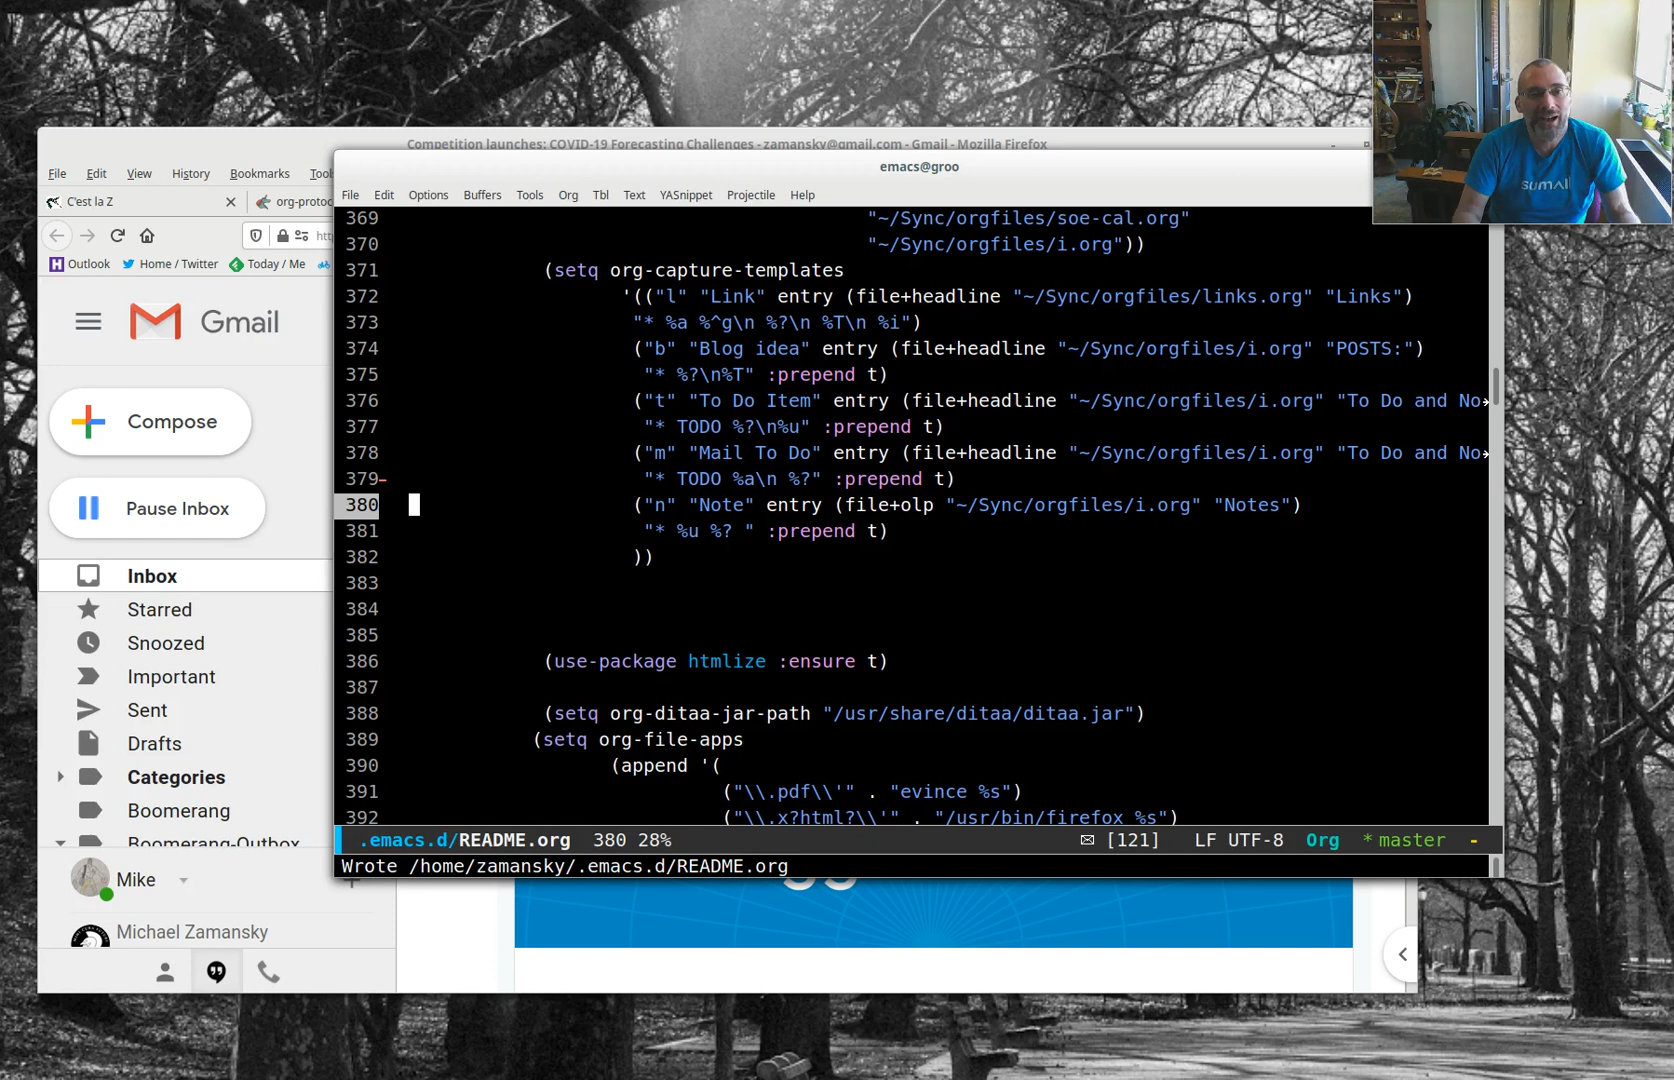 Competition launches: COVID-19 Forecasting Challenges - zamansky@gmail.com - Gmail - Mozilla Firefox
File Edit View History Bookmarks Tools
C'est la Z
org-protoc
Outlook Home / Twitter Today / Me
Gmail
Compose
Pause Inbox
Inbox
Starred
Snoozed
Important
Sent
Drafts
Categories
Boomerang
Boomerang-Outbox
Mike
Michael Zamansky
emacs@groo
File Edit Options Buffers Tools Org Tbl Text YASnippet Projectile Help
369 "~/Sync/orgfiles/soe-cal.org"
370 "~/Sync/orgfiles/i.org"))
371 (setq org-capture-templates
372 '(("l" "Link" entry (file+headline "~/Sync/orgfiles/links.org" "Links")
373 "* %a %^g\n %?\n %T\n %i")
374 ("b" "Blog idea" entry (file+headline "~/Sync/orgfiles/i.org" "POSTS:")
375 "* %?\n%T" :prepend t)
376 ("t" "To Do Item" entry (file+headline "~/Sync/orgfiles/i.org" "To Do and No
377 "* TODO %?\n%u" :prepend t)
378 ("m" "Mail To Do" entry (file+headline "~/Sync/orgfiles/i.org" "To Do and No
379 "* TODO %a\n %?" :prepend t)
380 ("n" "Note" entry (file+olp "~/Sync/orgfiles/i.org" "Notes")
381 "* %u %? " :prepend t)
382 ))
383
384
385
386 (use-package htmlize :ensure t)
387
388 (setq org-ditaa-jar-path "/usr/share/ditaa/ditaa.jar")
389 (setq org-file-apps
390 (append '(
391 ("\\.pdf\\'" . "evince %s")
392 ("\\.x?html?\\'" . "/usr/bin/firefox %s")
.emacs.d/README.org 380 28% [121] LF UTF-8 Org * master -
Wrote /home/zamansky/.emacs.d/README.org
sumAll